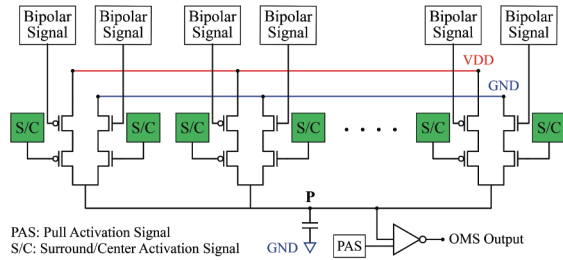 Bipolar Signal
Bipolar Signal
Bipolar Signal
Bipolar Signal
Bipolar Signal
Bipolar Signal
VDD
GND
S/C
S/C
S/C
S/C
S/C
S/C
P
PAS: Pull Activation Signal
S/C: Surround/Center Activation Signal
GND
PAS
OMS Output